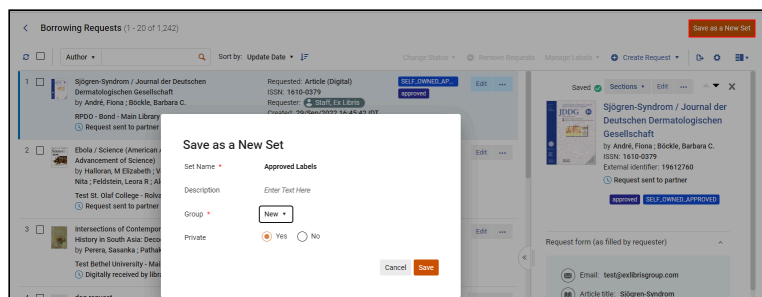 Borrowing Requests (1 - 20 of 1,242)
Save as a New Set
Author
Sort by: Update Date
Change Status
Remove Requests
Manage Labels
Create Request
1
Sjögren-Syndrom / Journal der Deutschen
Dermatologischen Gesellschaft
by André, Fiona ; Böckle, Barbara C.
RPDO - Bond - Main Library
Request sent to partner
Requested: Article (Digital)
ISSN: 1610-0379
Requester: Staff, Ex Libris
Created: 29/Sep/2022 16:45:42 IDT
SELF_OWNED_AP...
approved
Edit
2
Ebola / Science (American
Advancement of Science)
by Halloran, M Elizabeth ;
Nita ; Feldstein, Leora R ;
Test St. Olaf College -
Request sent to partner
Edit
3
Intersections of
History in South Asia:
by Perera, Sasanka ;
Test Bethel University -
Digitally received by
Edit
4
Save as a New Set
Set Name * Approved Labels
Description Enter Text Here
Group * New
Private Yes No
Cancel Save
Saved Sections Edit
Sjögren-Syndrom / Journal der
Deutschen Dermatologischen
Gesellschaft
by André, Fiona ; Böckle, Barbara C.
ISSN: 1610-0379
External identifier: 19612760
Request sent to partner
approved SELF_OWNED_APPROVED
JDDG
Request form (as filled by requester)
Email: test@exlibrisgroup.com
Article title: Sjögren-Syndrom